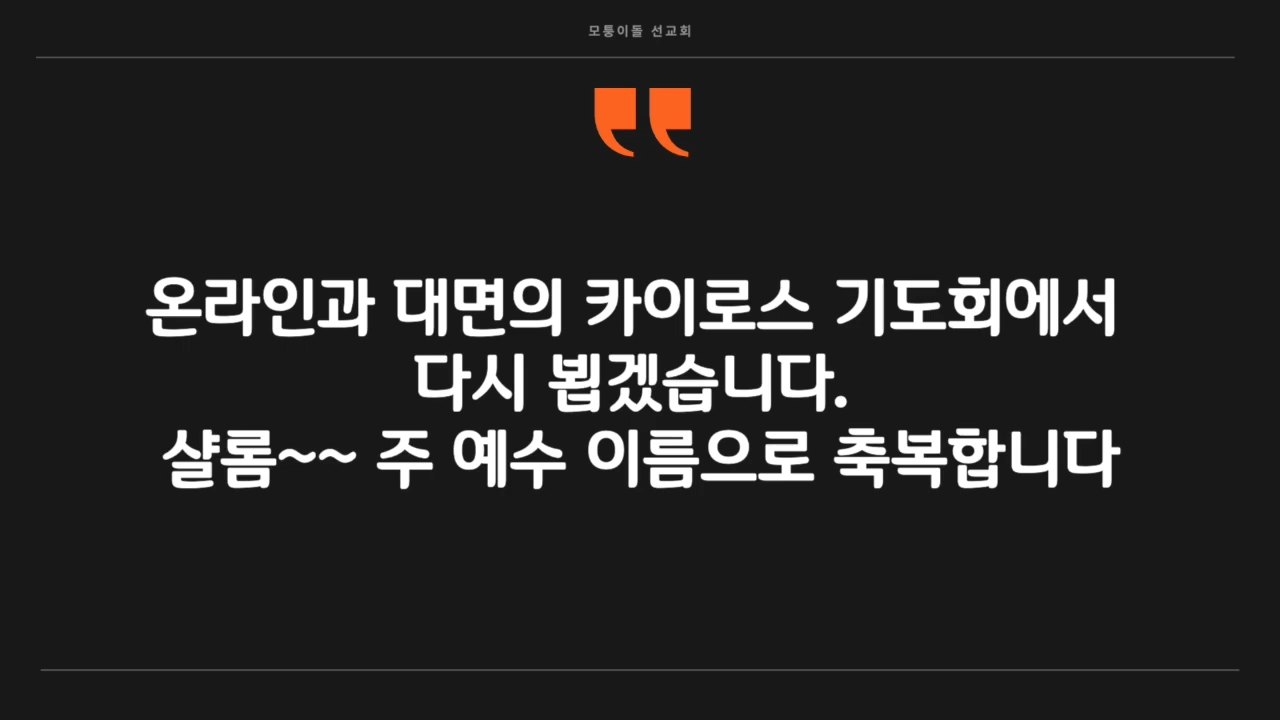 모퉁이돌 선교회
온라인과 대면의 카이로스 기도회에서
다시 뵙겠습니다.
샬롬~~ 주 예수 이름으로 축복합니다